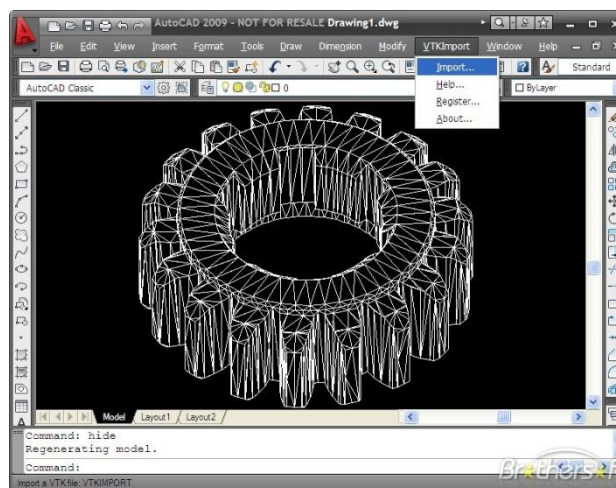 AutoCAD 2009 - NOT FOR RESALE Drawing1.dwg
File Edit View Insert Format Tools Draw Dimension Modify VTKImport Window Help
Import...
Help...
Register...
About...
Standard
AutoCAD Classic
0
ByLayer
Model Layout1 Layout2
Command: hide
Regenerating model.
Command:
Import a VTK file: VTKIMPORT